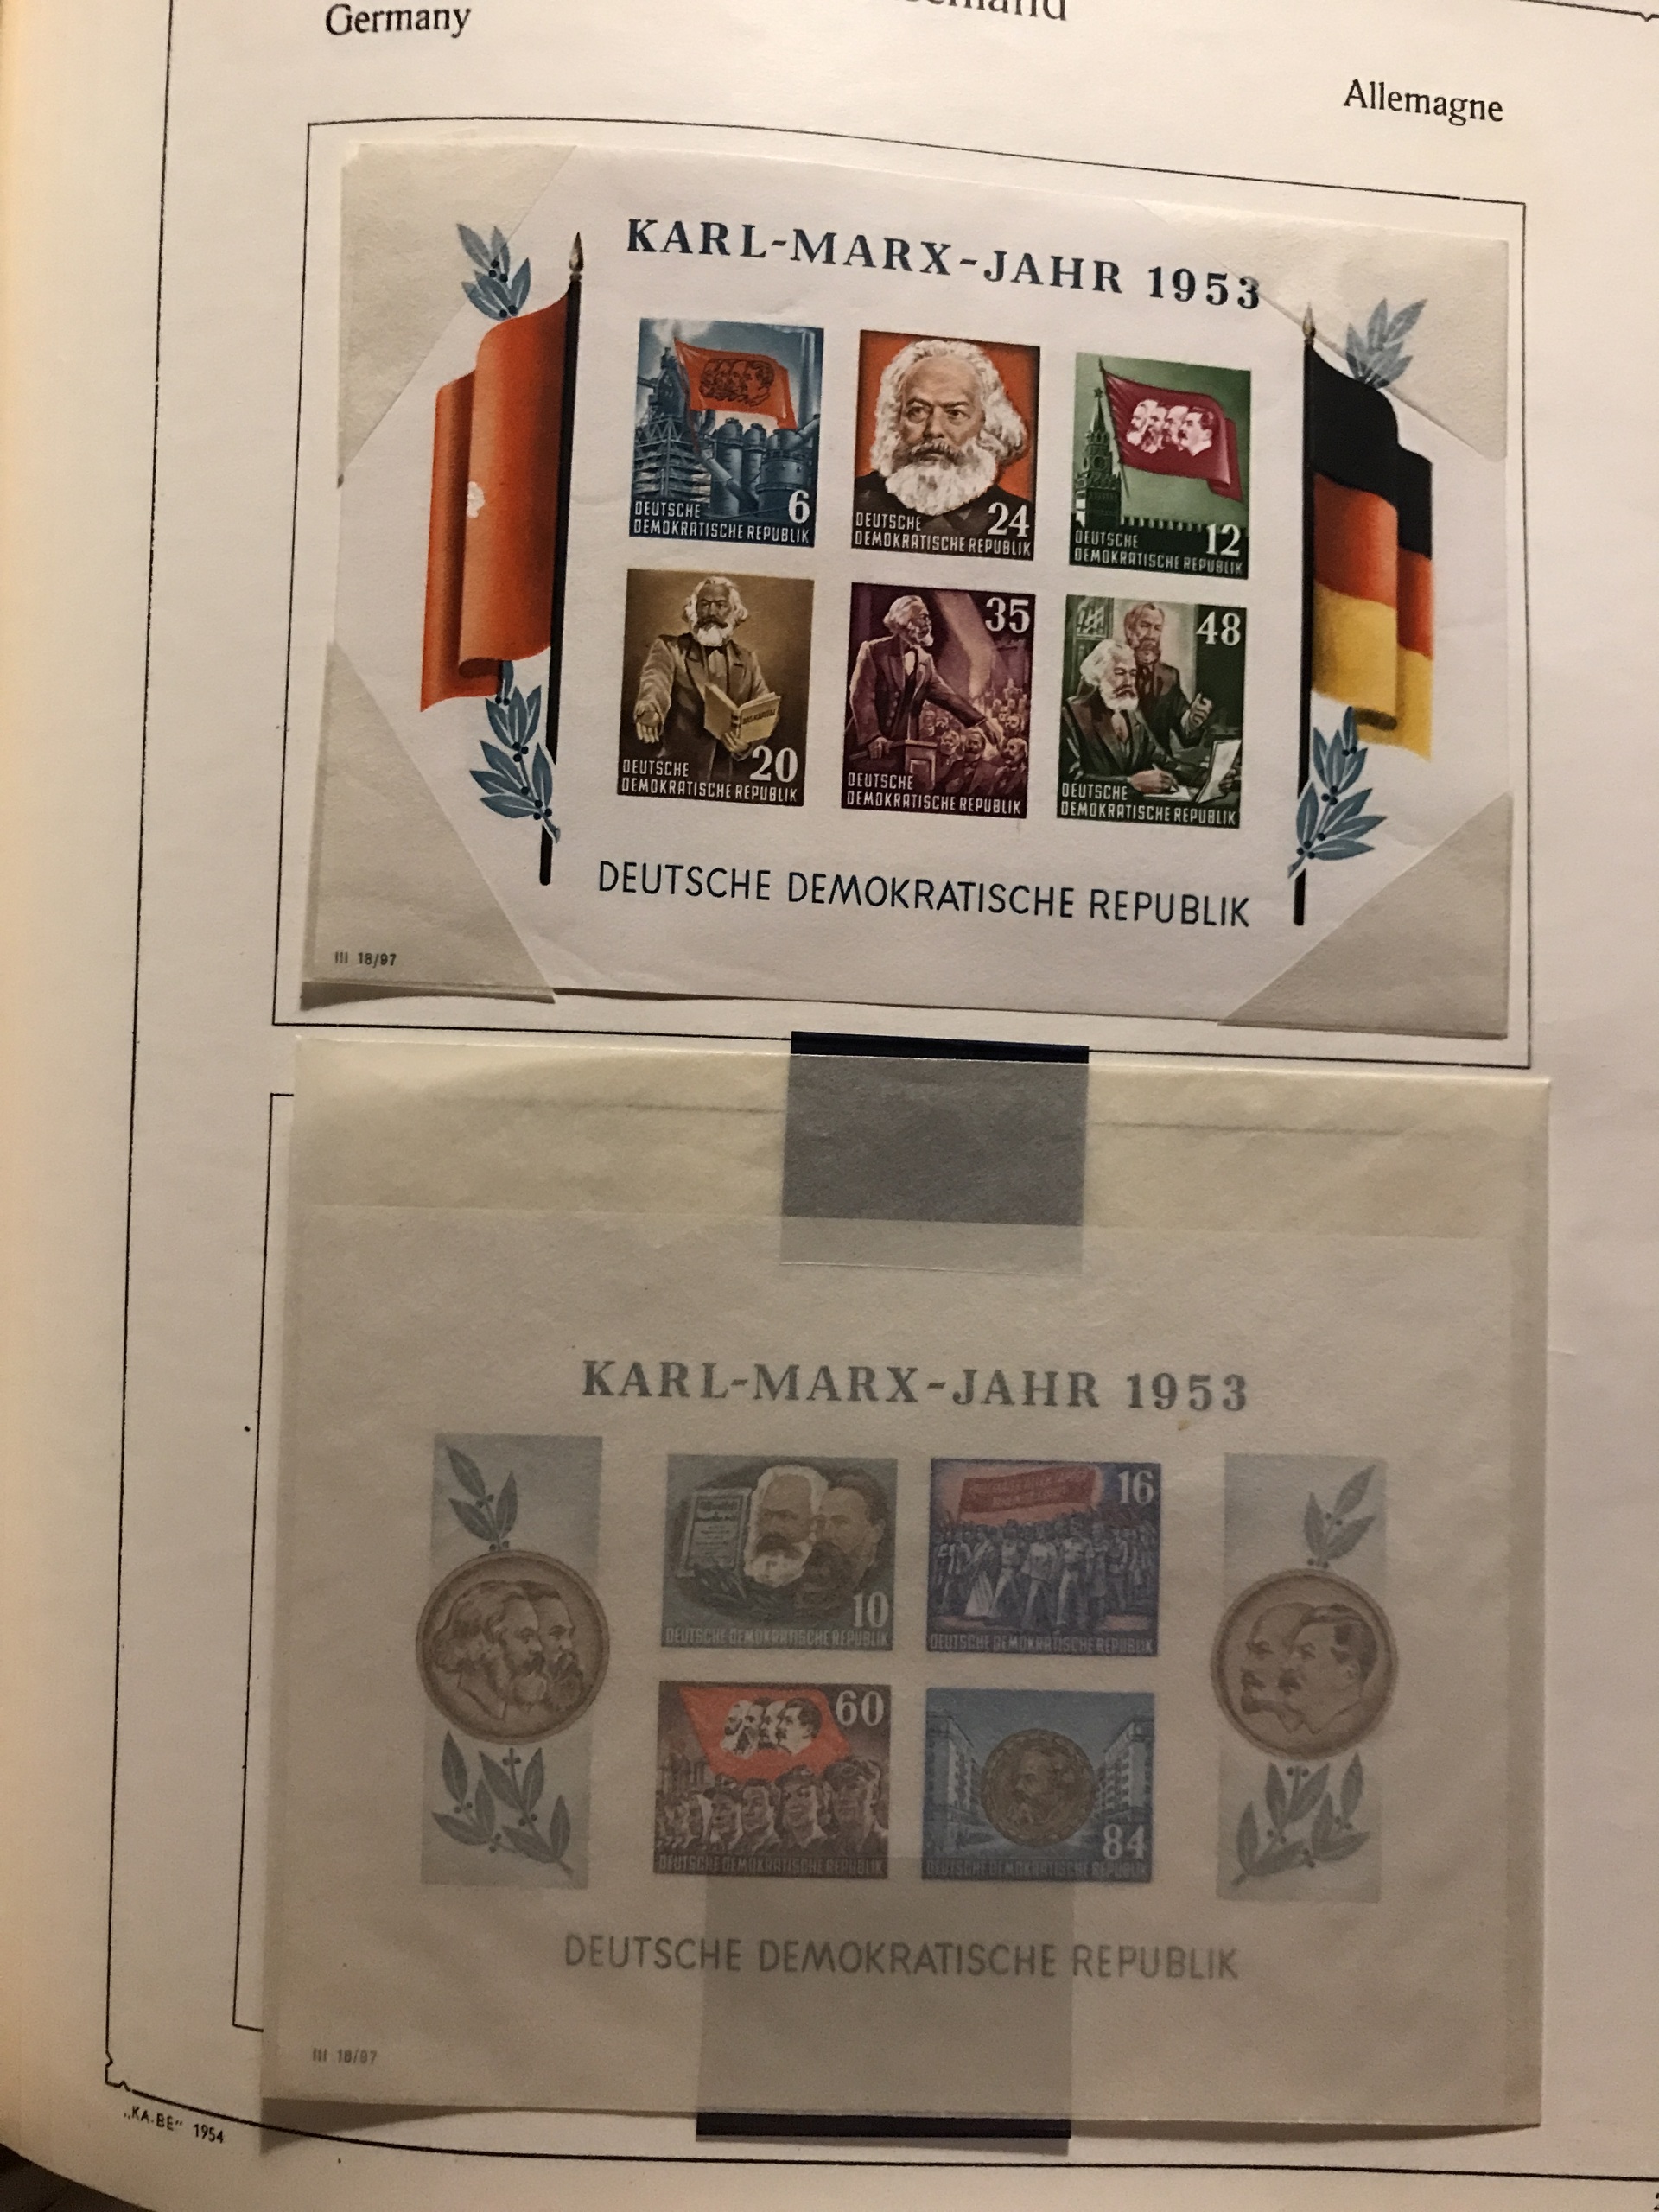 Germany
Allemagne
KARL-MARX-JAHR 1953
6
DEUTSCHE
DEMOKRATISCHE REPUBLIK
24
DEUTSCHE
DEMOKRATISCHE REPUBLIK
12
DEUTSCHE
DEMOKRATISCHE REPUBLIK
20
DEUTSCHE
DEMOKRATISCHE REPUBLIK
35
DEUTSCHE
DEMOKRATISCHE REPUBLIK
48
DEUTSCHE
DEMOKRATISCHE REPUBLIK
DEUTSCHE DEMOKRATISCHE REPUBLIK
III 18/97
KARL-MARX-JAHR 1953
10
DEUTSCHE DEMOKRATISCHE REPUBLIK
16
DEUTSCHE DEMOKRATISCHE REPUBLIK
60
DEUTSCHE DEMOKRATISCHE REPUBLIK
84
DEUTSCHE DEMOKRATISCHE REPUBLIK
DEUTSCHE DEMOKRATISCHE REPUBLIK
III 18/97
„KA-BE" 1954